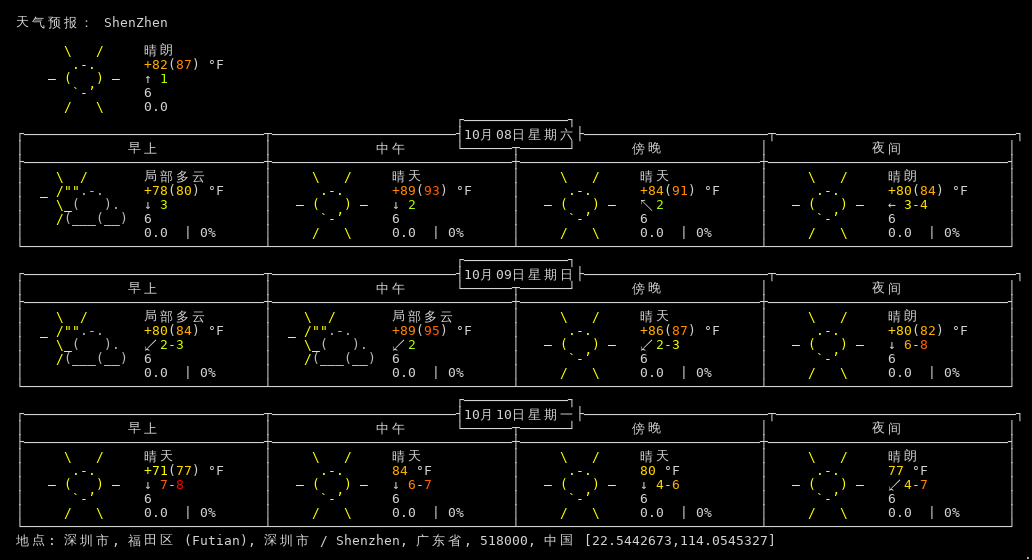 天气预报： ShenZhen
晴朗
+82(87) °F
↑ 1
6
0.0
10月08日星期六
早上 中午 傍晚 夜间
局部多云 晴天 晴天 晴朗
+78(80) °F +89(93) °F +84(91) °F +80(84) °F
↓ 3 ↓ 2 ↖ 2 ← 3-4
6 6 6 6
0.0 | 0% 0.0 | 0% 0.0 | 0% 0.0 | 0%
10月09日星期日
早上 中午 傍晚 夜间
局部多云 局部多云 晴天 晴朗
+80(84) °F +89(95) °F +86(87) °F +80(82) °F
↙ 2-3 ↙ 2 ↙ 2-3 ↓ 6-8
6 6 6 6
0.0 | 0% 0.0 | 0% 0.0 | 0% 0.0 | 0%
10月10日星期一
早上 中午 傍晚 夜间
晴天 晴天 晴天 晴朗
+71(77) °F 84 °F 80 °F 77 °F
↓ 7-8 ↓ 6-7 ↓ 4-6 ↙ 4-7
6 6 6 6
0.0 | 0% 0.0 | 0% 0.0 | 0% 0.0 | 0%
地点: 深圳市, 福田区 (Futian), 深圳市 / Shenzhen, 广东省, 518000, 中国 [22.5442673,114.0545327]